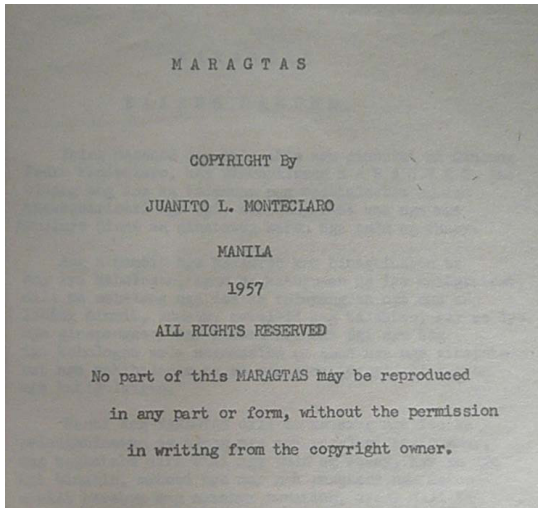 M A R A G T A S
COPYRIGHT By
JUANITO L. MONTECLARO
MANILA
1957
ALL RIGHTS RESERVED
No part of this MARAGTAS may be reproduced
in any part or form, without the permission
in writing from the copyright owner.